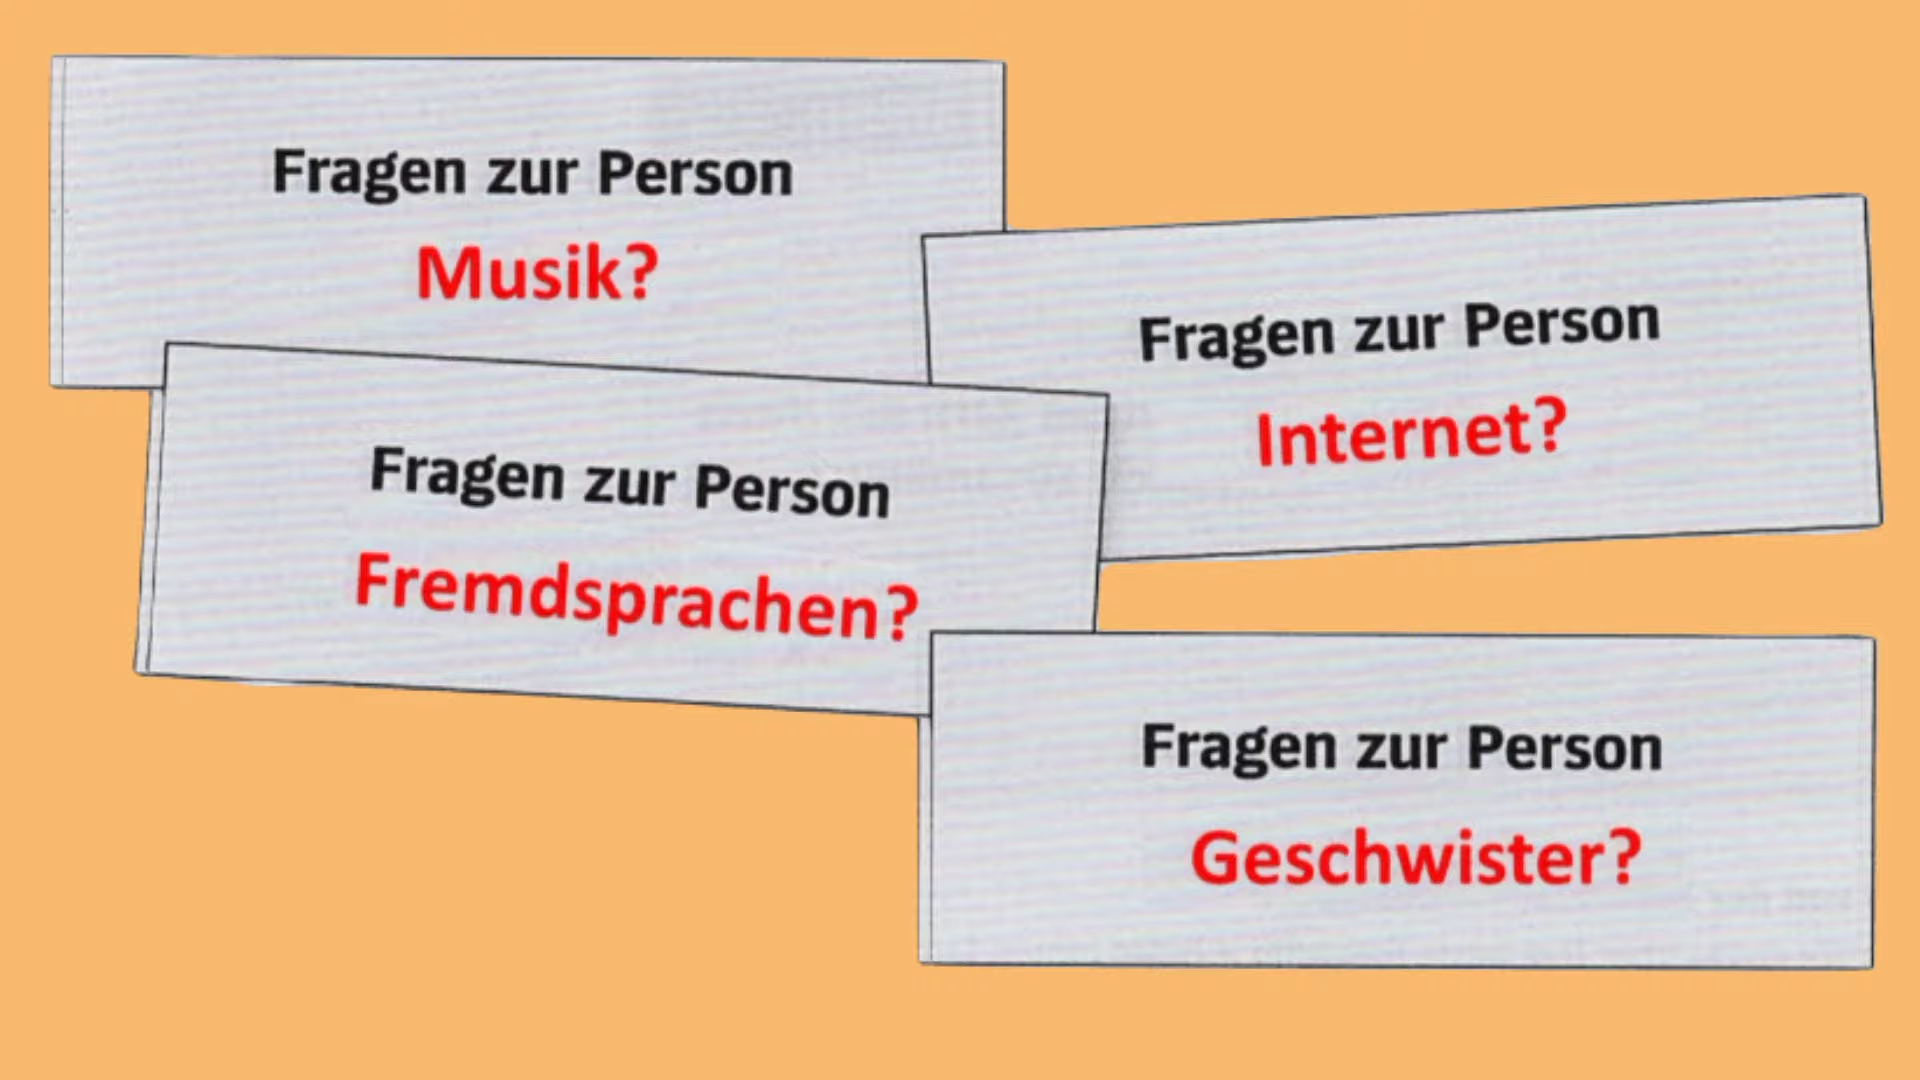 Fragen zur Person
Musik?
Fragen zur Person
Internet?
Fragen zur Person
Fremdsprachen?
Fragen zur Person
Geschwister?